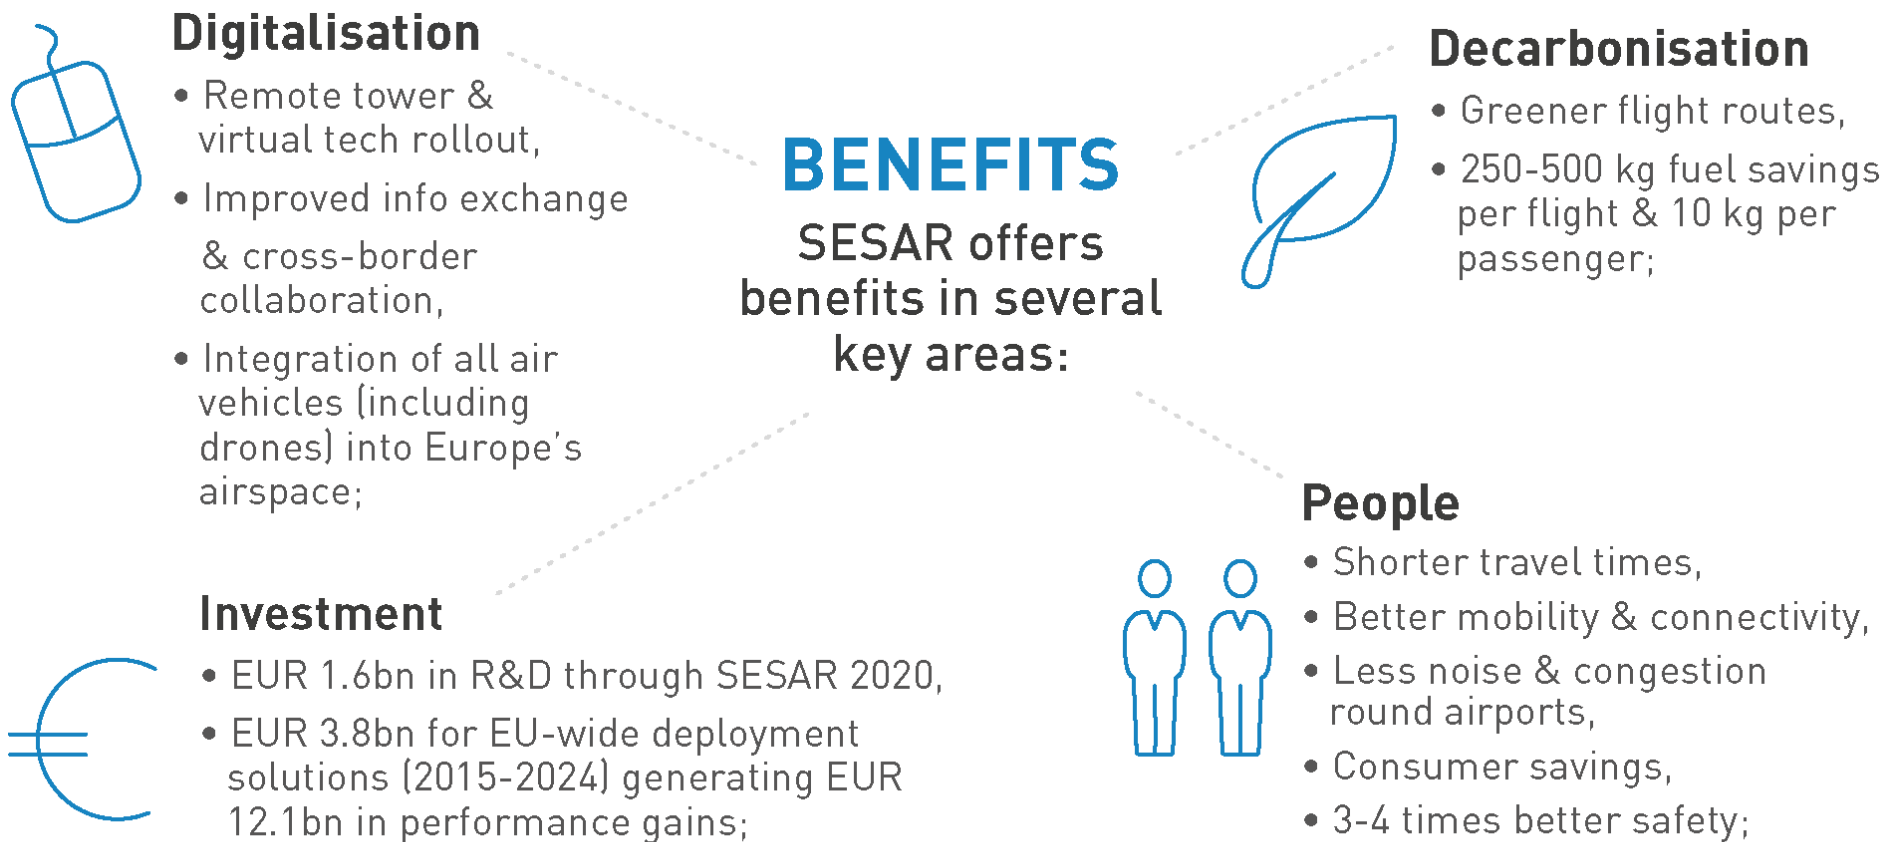 BENEFITS
SESAR offers
benefits in several
key areas:
Digitalisation
• Remote tower &
virtual tech rollout,
• Improved info exchange
& cross-border
collaboration,
• Integration of all air
vehicles (including
drones) into Europe's
airspace;
Decarbonisation
• Greener flight routes,
• 250-500 kg fuel savings
per flight & 10 kg per
passenger;
Investment
• EUR 1.6bn in R&D through SESAR 2020,
• EUR 3.8bn for EU-wide deployment
solutions (2015-2024) generating EUR
12.1bn in performance gains;
People
• Shorter travel times,
• Better mobility & connectivity,
• Less noise & congestion
round airports,
• Consumer savings,
• 3-4 times better safety;